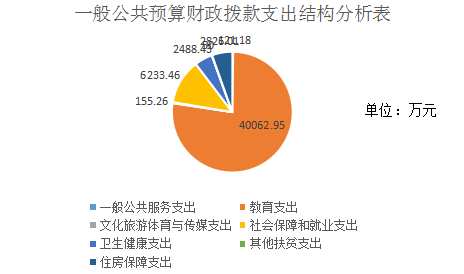 一般公共预算财政拨款支出结构分析表
2488.43
6233.46
155.26
40062.95
单位：万元
一般公共服务支出
教育支出
文化旅游体育与传媒支出
社会保障和就业支出
卫生健康支出
其他扶贫支出
住房保障支出